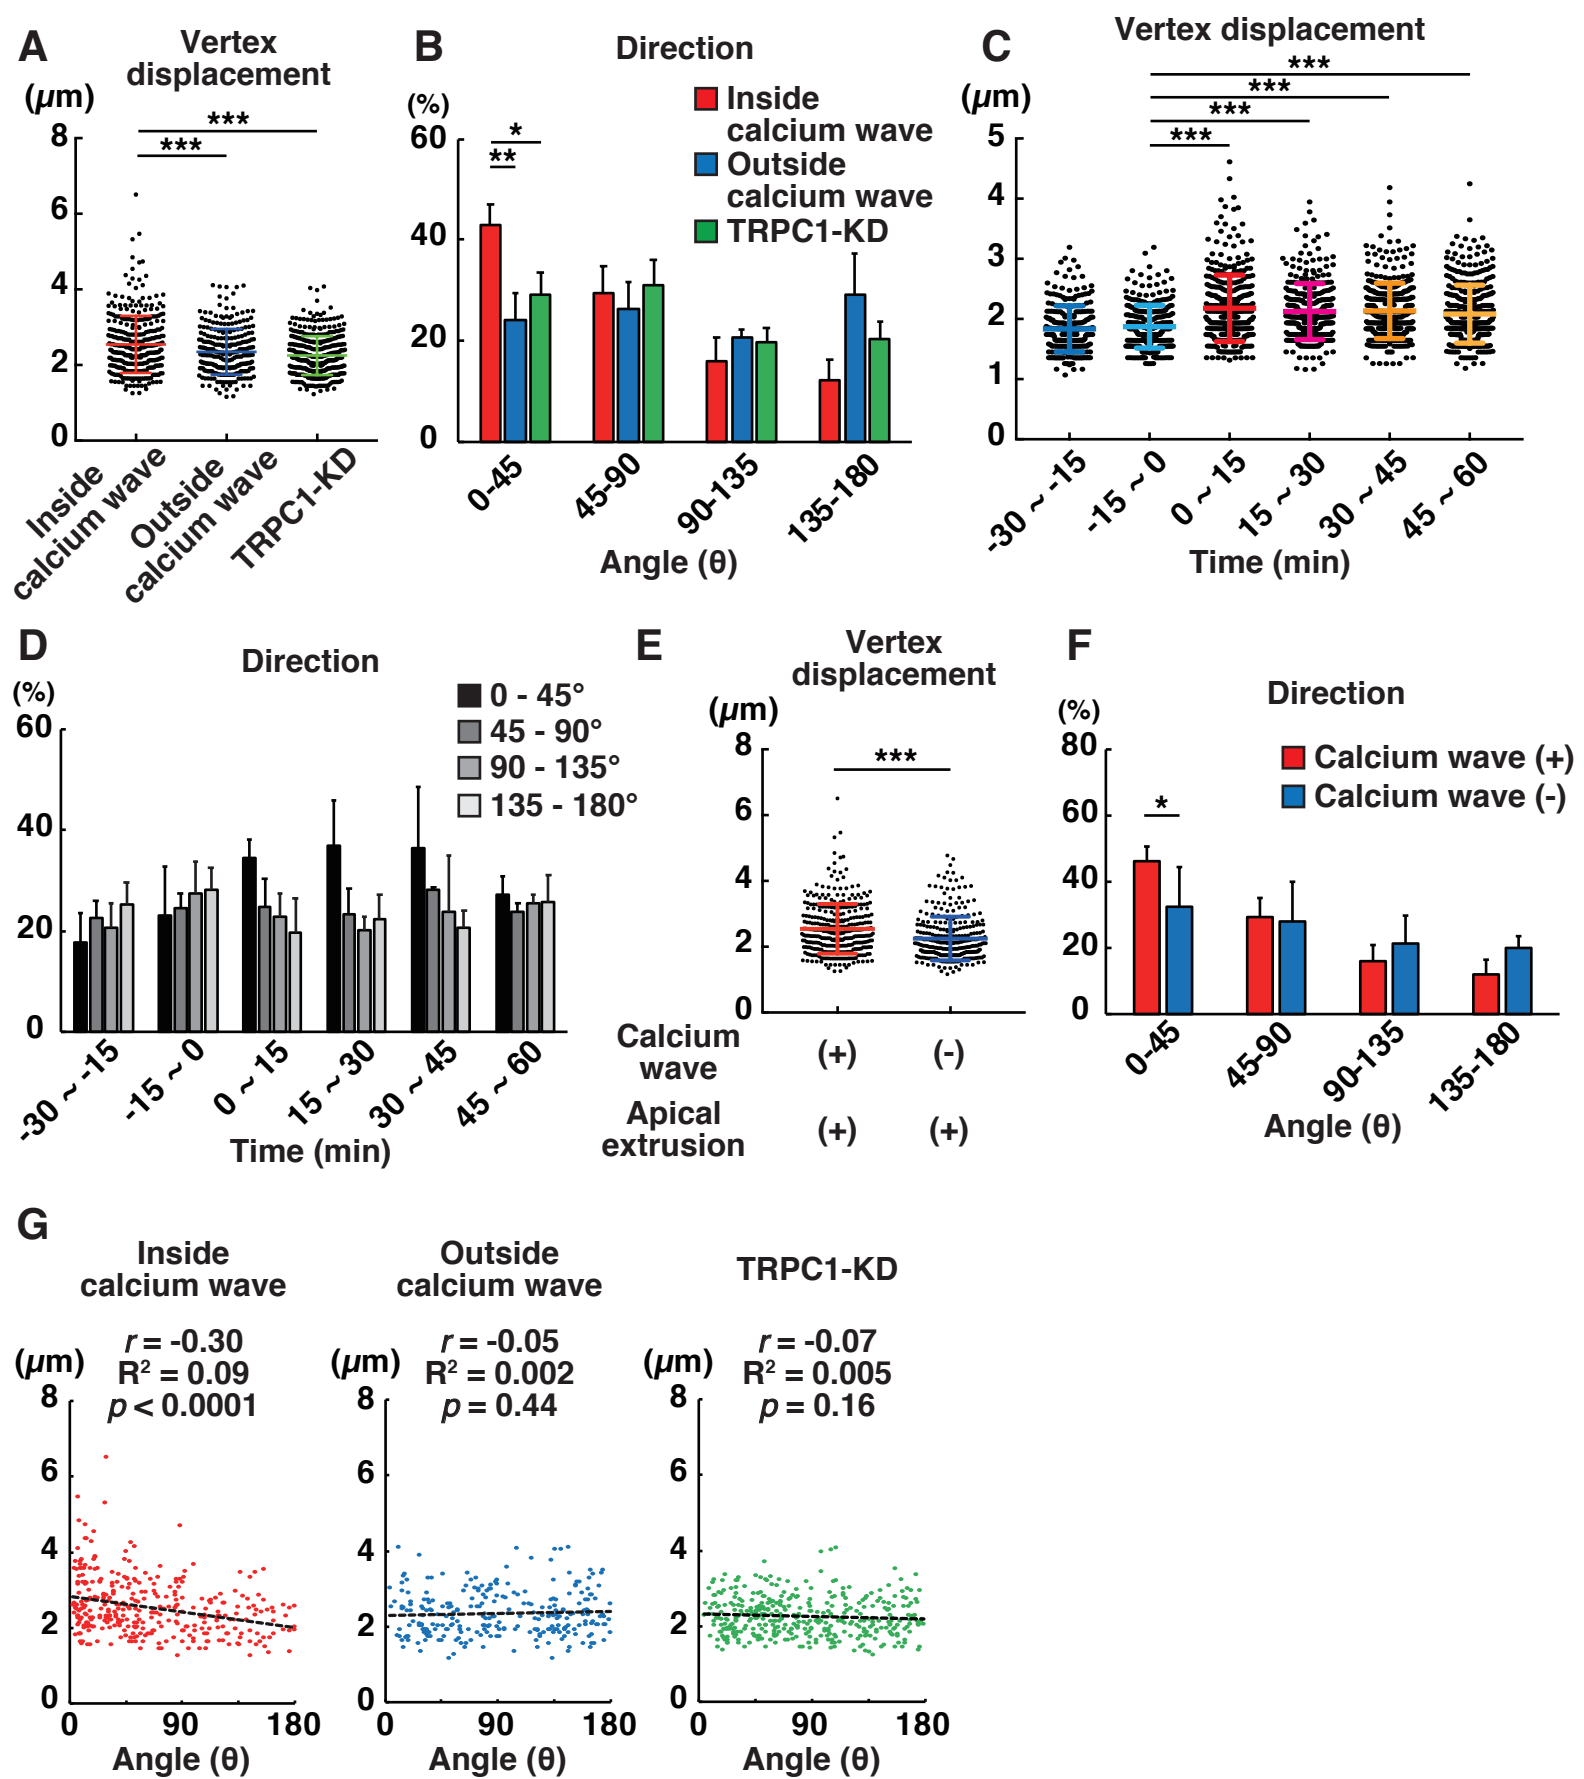 A
Vertex
displacement
(µm)
***
***
8
6
4
2
0
Inside
calcium wave
Outside
calcium wave
TRPC1-KD
B
Direction
(%)
Inside
calcium wave
Outside
calcium wave
TRPC1-KD
*
**
60
40
20
0
0-45
45-90
90-135
135-180
Angle (θ)
C
Vertex displacement
(µm)
***
***
***
***
5
4
3
2
1
0
-30 ~ -15
-15 ~ 0
0 ~ 15
15 ~ 30
30 ~ 45
45 ~ 60
Time (min)
D
Direction
(%)
0 - 45°
45 - 90°
90 - 135°
135 - 180°
60
40
20
0
-30 ~ -15
-15 ~ 0
0 ~ 15
15 ~ 30
30 ~ 45
45 ~ 60
Time (min)
E
Vertex
displacement
(µm)
***
8
6
4
2
0
Calcium
wave
(+)
(-)
Apical
extrusion
(+)
(+)
F
Direction
(%)
Calcium wave (+)
Calcium wave (-)
*
80
60
40
20
0
0-45
45-90
90-135
135-180
Angle (θ)
G
Inside
calcium wave
r = -0.30
R² = 0.09
p < 0.0001
(µm)
8
6
4
2
0
0
90
180
Angle (θ)
Outside
calcium wave
r = -0.05
R² = 0.002
p = 0.44
(µm)
8
6
4
2
0
0
90
180
Angle (θ)
TRPC1-KD
r = -0.07
R² = 0.005
p = 0.16
(µm)
8
6
4
2
0
0
90
180
Angle (θ)